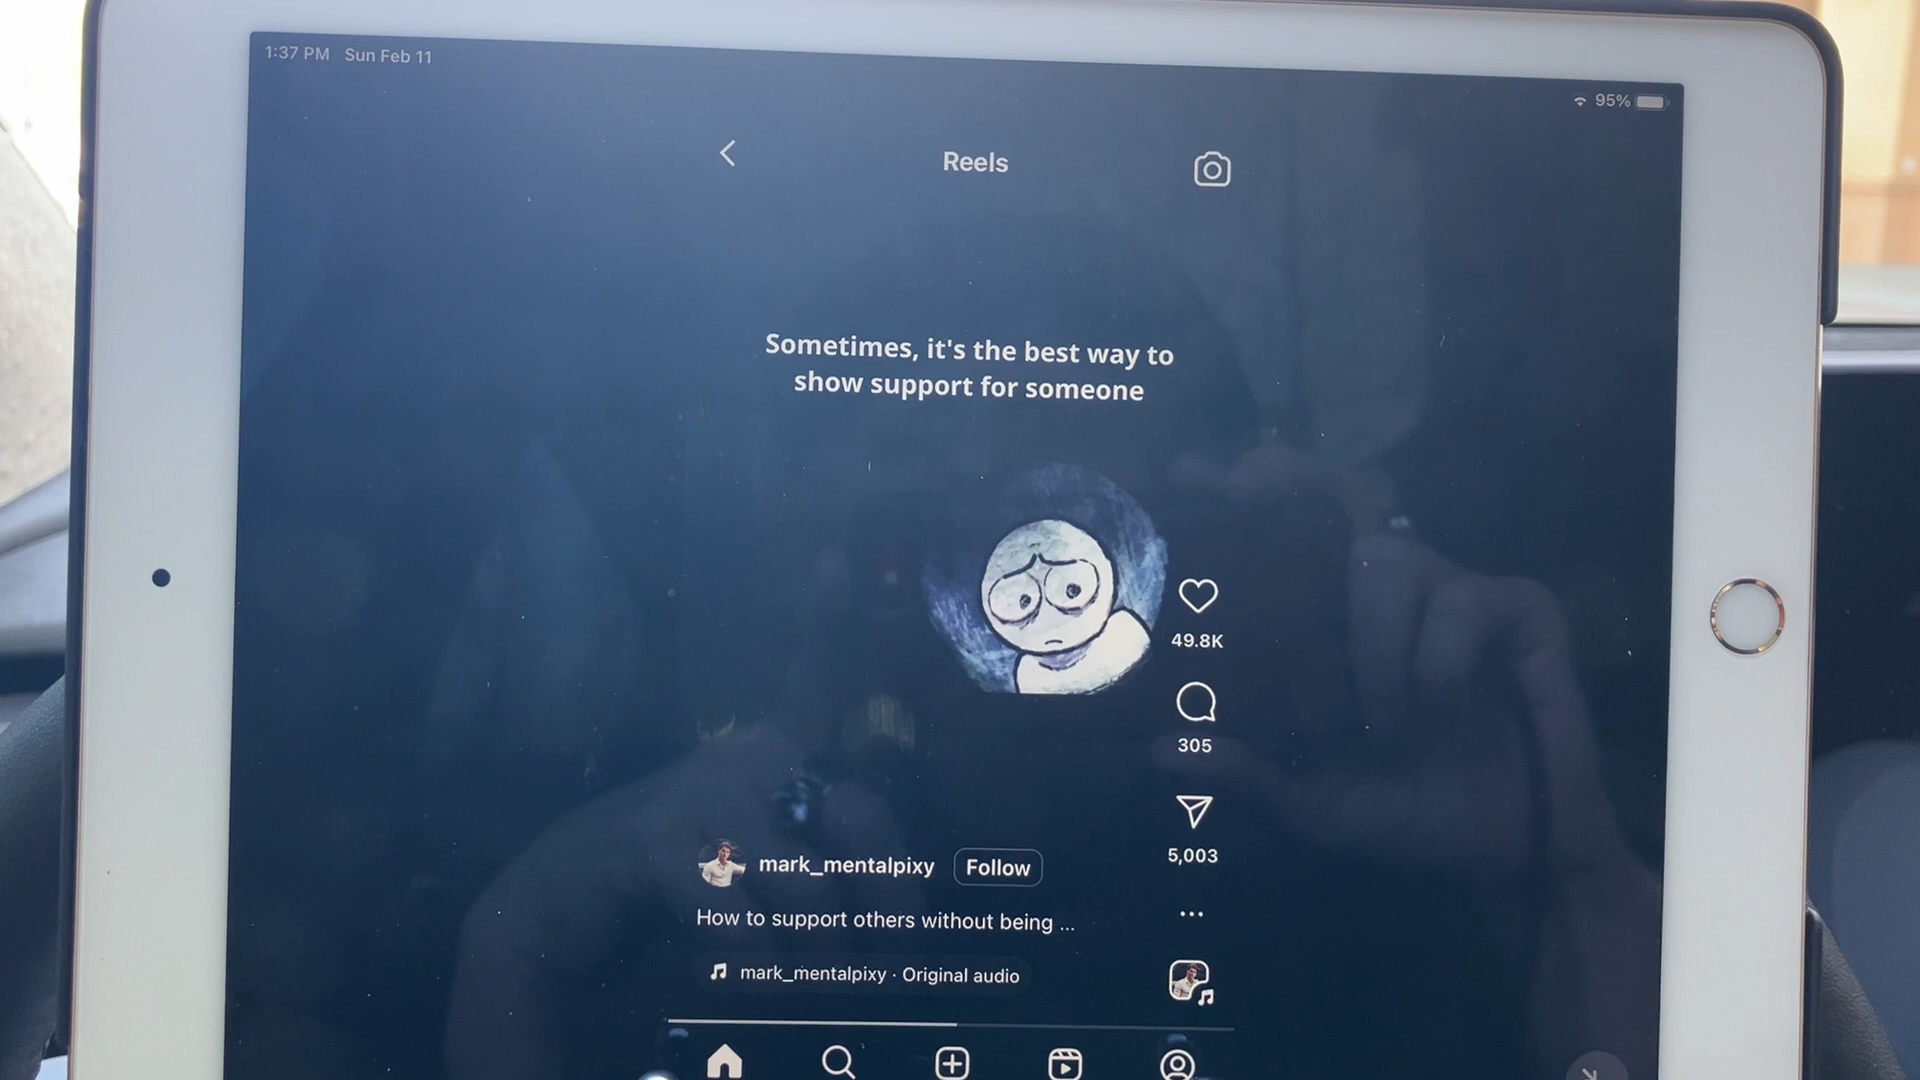 1:37 PM Sun Feb 11
95%
Reels
Sometimes, it's the best way to
show support for someone
49.8K
305
5,003
mark_mentalpixy Follow
How to support others without being ...
mark_mentalpixy · Original audio